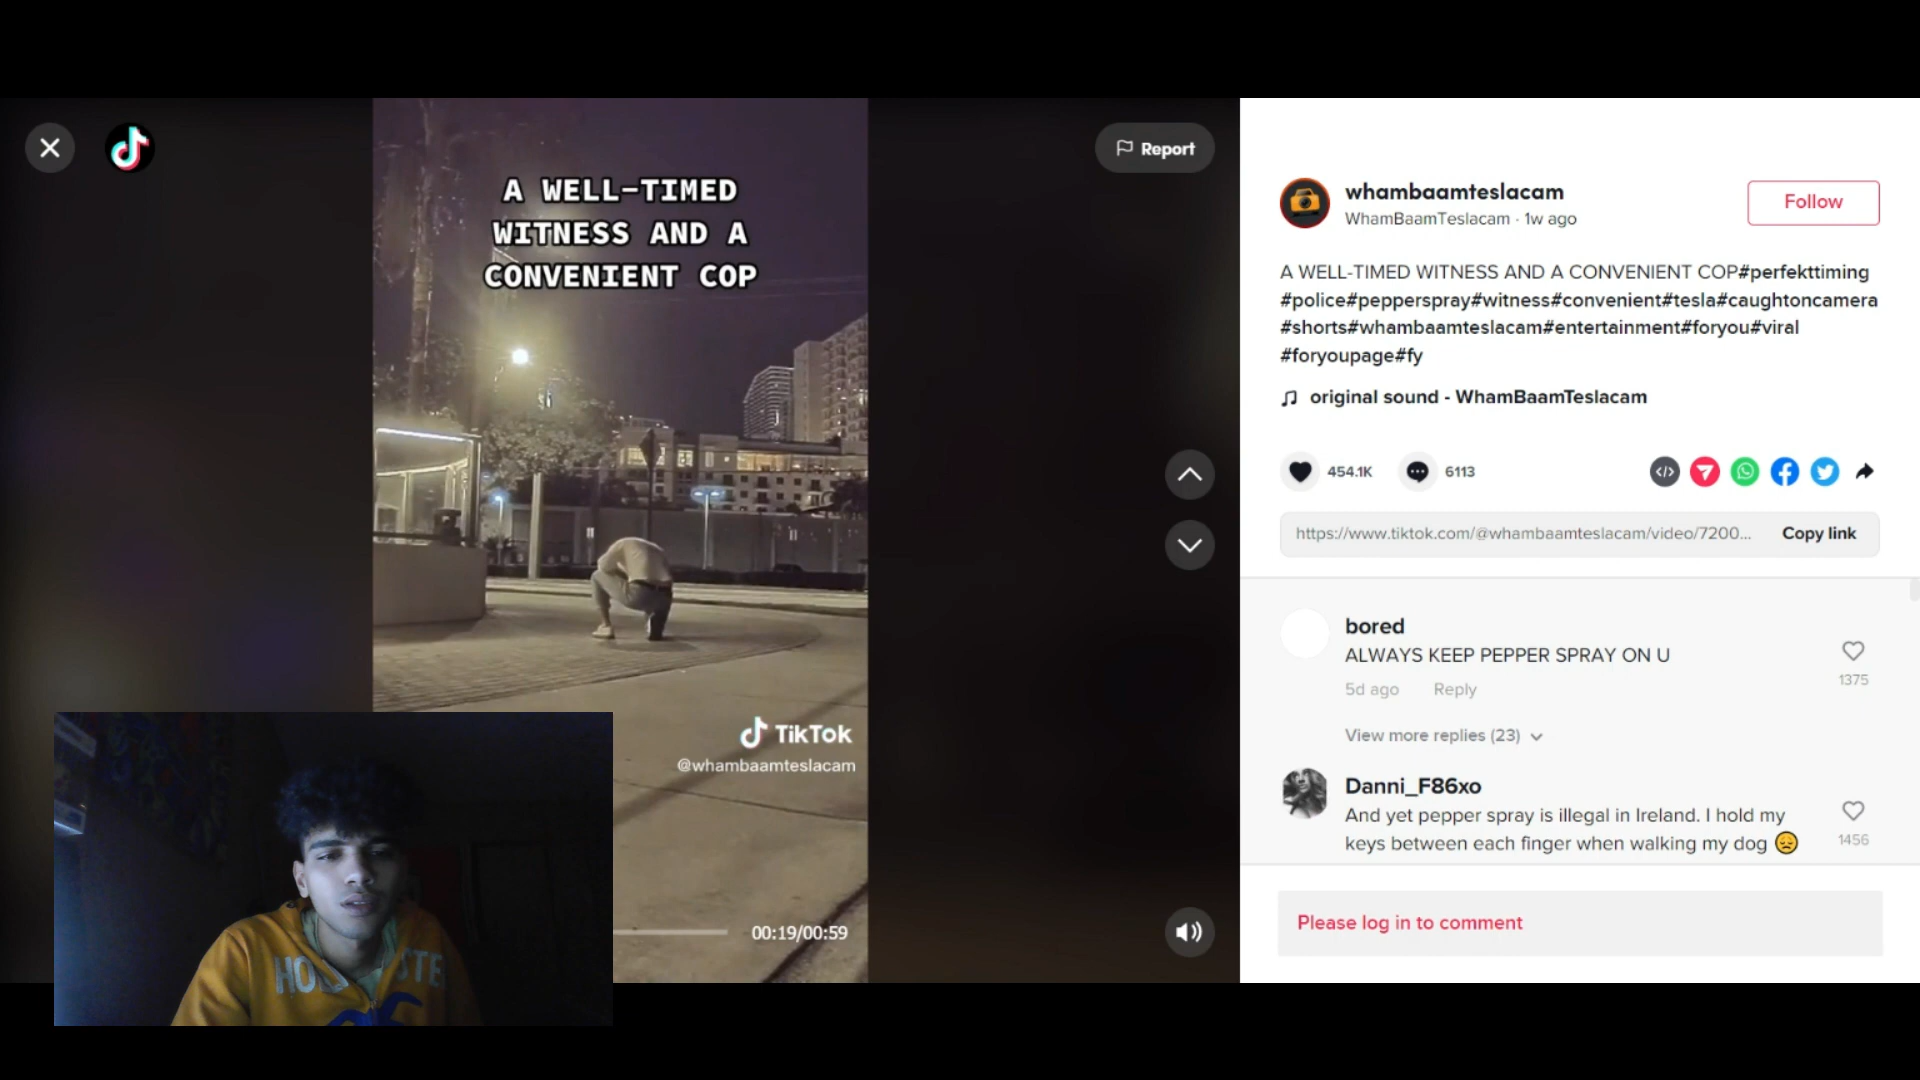 Report
A WELL-TIMED
WITNESS AND A
CONVENIENT COP
TikTok
@whambaamteslacam
00:19/00:59
whambaamteslacam
WhamBaamTeslacam · 1w ago
Follow
A WELL-TIMED WITNESS AND A CONVENIENT COP#perfekttiming
#police#pepperspray#witness#convenient#tesla#caughtoncamera
#shorts#whambaamteslacam#entertainment#foryou#viral
#foryoupage#fy
original sound - WhamBaamTeslacam
454.1K
6113
https://www.tiktok.com/@whambaamteslacam/video/7200...
Copy link
bored
ALWAYS KEEP PEPPER SPRAY ON U
5d ago Reply
1375
View more replies (23)
Danni_F86xo
And yet pepper spray is illegal in Ireland. I hold my
keys between each finger when walking my dog 😔
1456
Please log in to comment